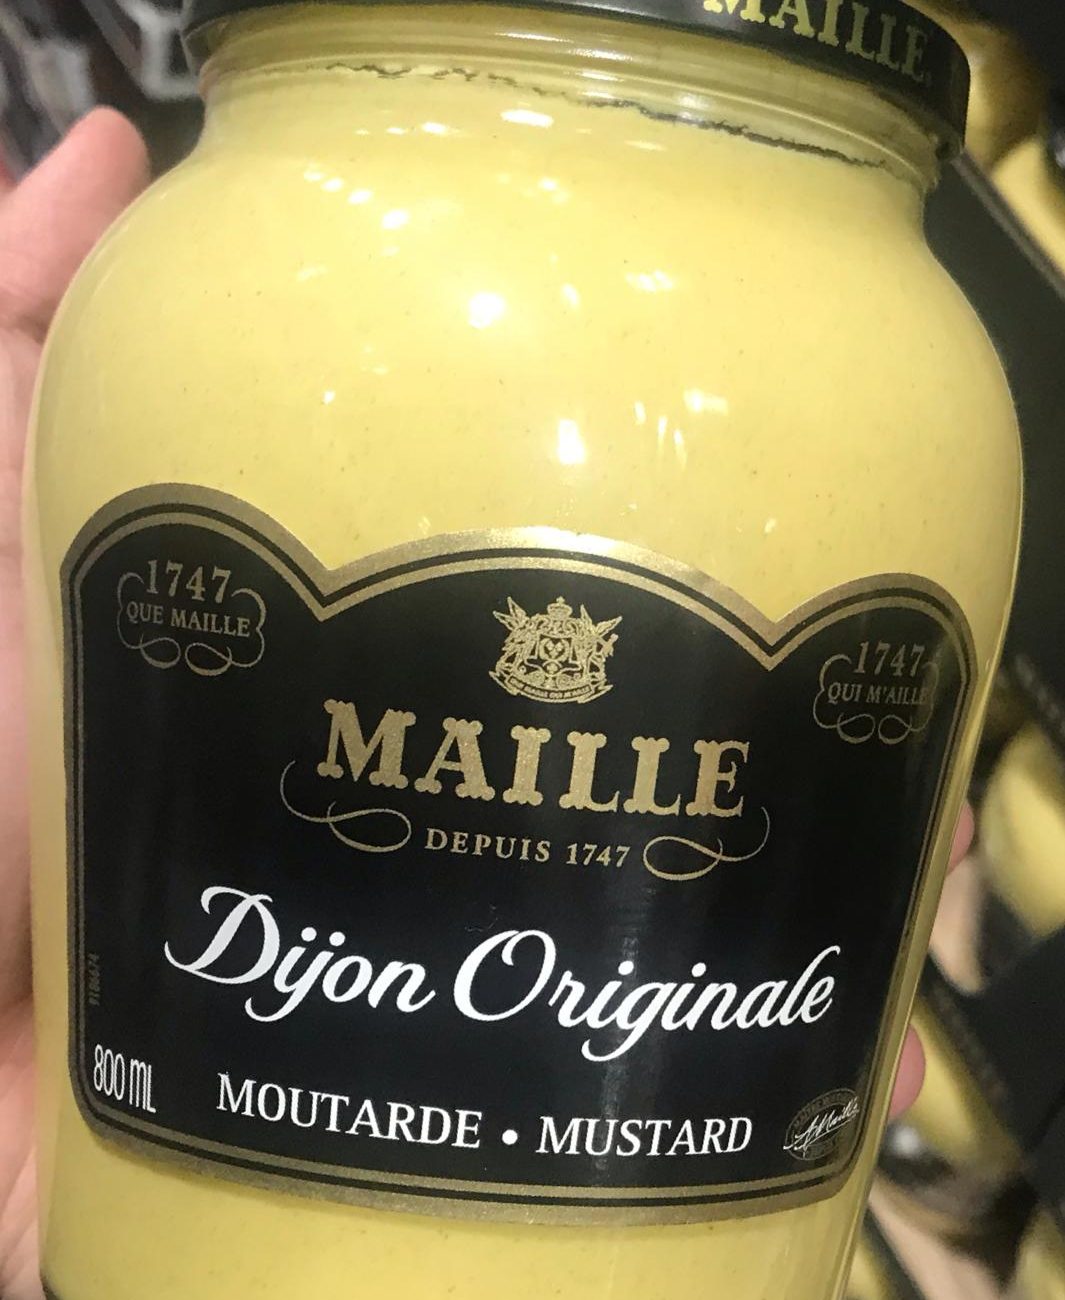 MAILLE
1747
QUE MAILLE
1747
QUI M'AILLE
MAILLE
DEPUIS 1747
Dijon Originale
800 mL
MOUTARDE • MUSTARD